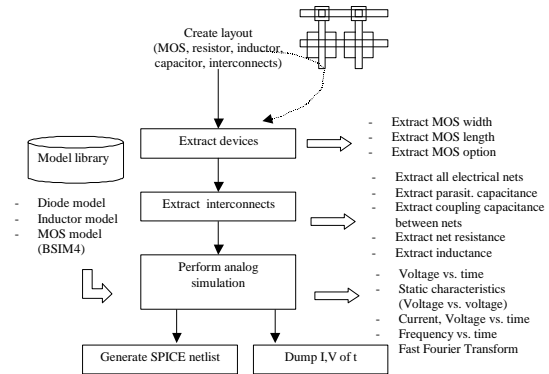 Create layout
(MOS, resistor, inductor
capacitor, interconnects)
Extract devices
- Extract MOS width
- Extract MOS length
- Extract MOS option
Model library
- Diode model
- Inductor model
- MOS model
(BSIM4)
Extract interconnects
- Extract all electrical nets
- Extract parasit. capacitance
- Extract coupling capacitance
between nets
- Extract net resistance
- Extract inductance
Perform analog
simulation
- Voltage vs. time
- Static characteristics
(Voltage vs. voltage)
- Current, Voltage vs. time
- Frequency vs. time
- Fast Fourier Transform
Generate SPICE netlist
Dump I,V of t